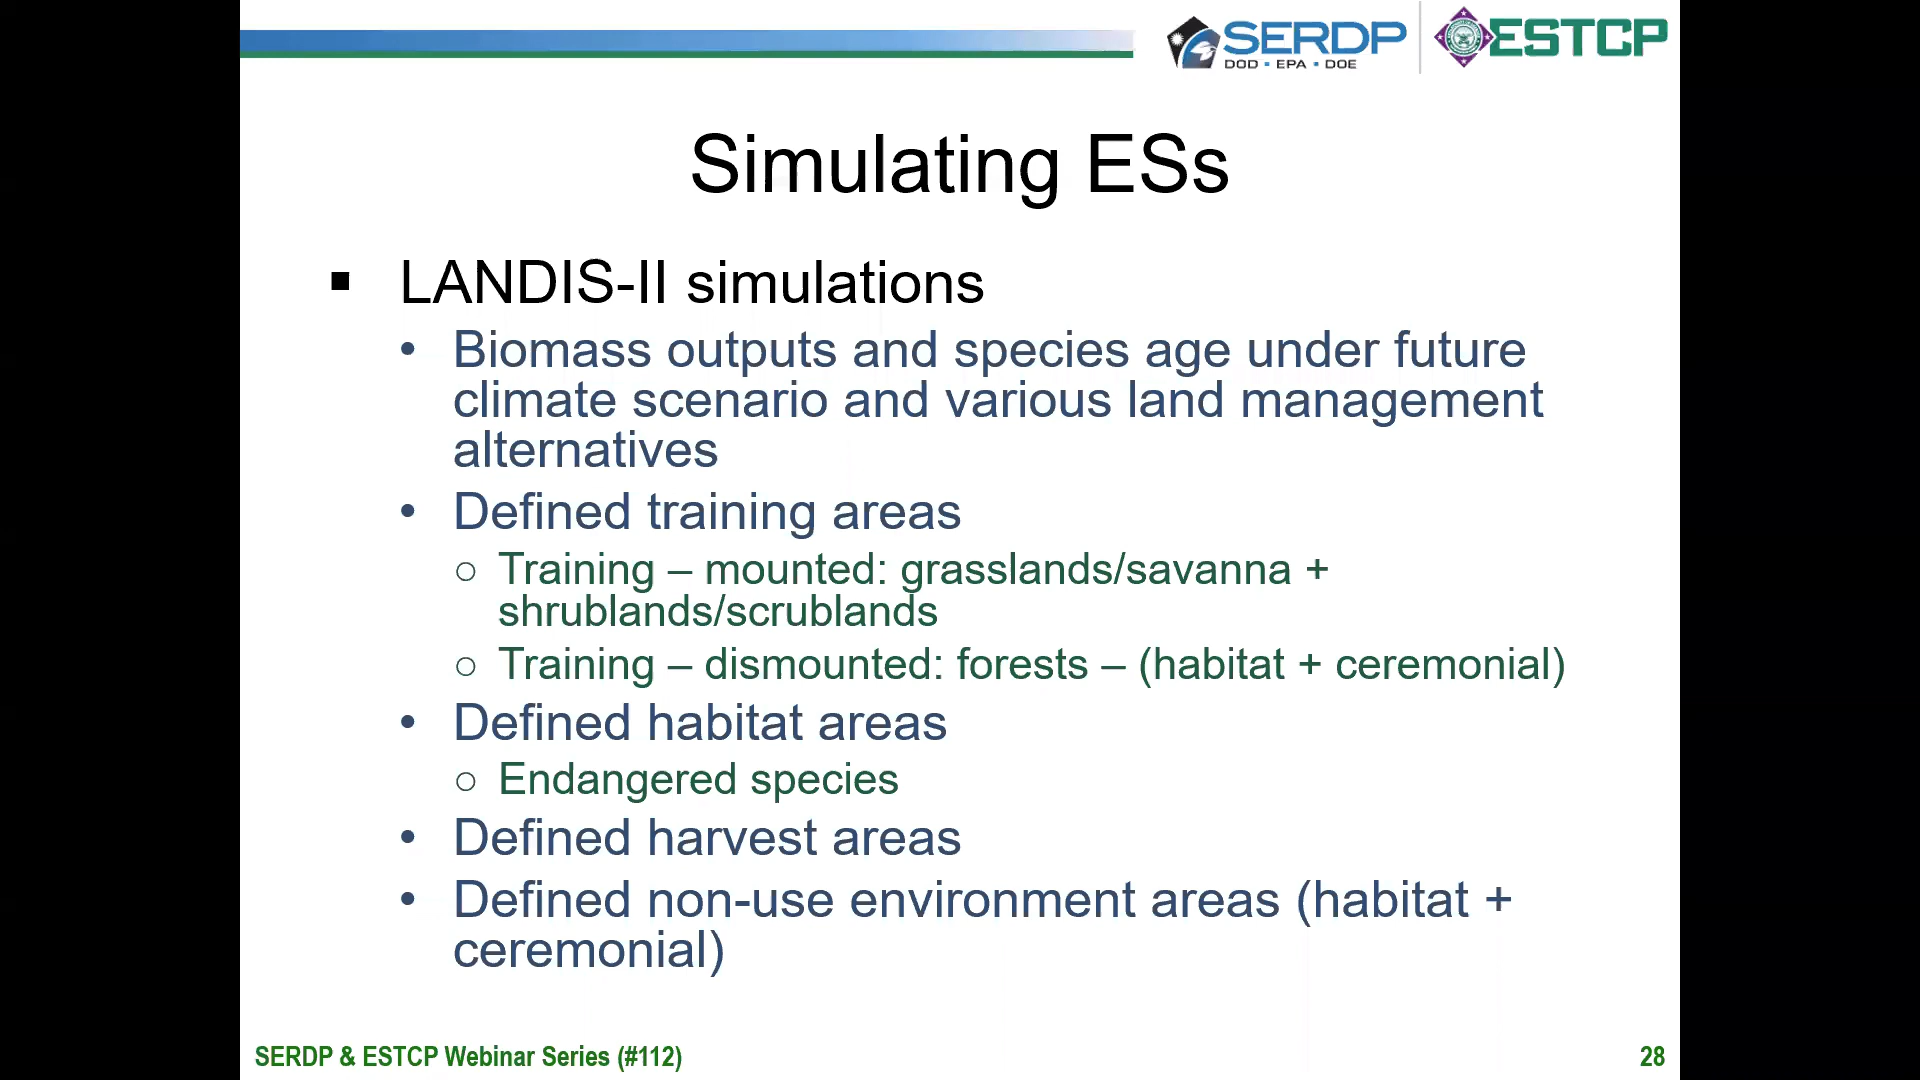 SERDP
DOD ▪ EPA ▪ DOE
ESTCP
Simulating ESs
▪ LANDIS-II simulations
• Biomass outputs and species age under future
climate scenario and various land management
alternatives
• Defined training areas
○ Training – mounted: grasslands/savanna +
shrublands/scrublands
○ Training – dismounted: forests – (habitat + ceremonial)
• Defined habitat areas
○ Endangered species
• Defined harvest areas
• Defined non-use environment areas (habitat +
ceremonial)
SERDP & ESTCP Webinar Series (#112)
28